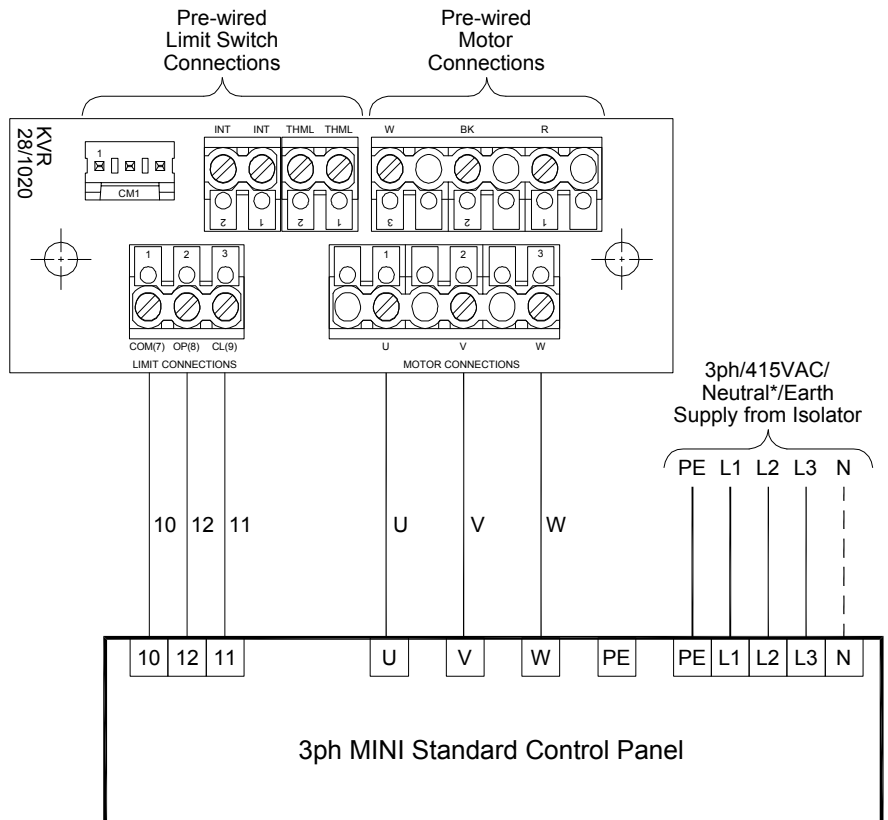 Pre-wired
Limit Switch
Connections
Pre-wired
Motor
Connections
KVR
28/1020
INT INT THML THML W BK R
1
CM1
2 1 2 1 3 2 1
1 2 3 1 2 3
COM(7) OP(8) CL(9) U V W
LIMIT CONNECTIONS MOTOR CONNECTIONS
3ph/415VAC/
Neutral*/Earth
Supply from Isolator
PE L1 L2 L3 N
10 12 11 U V W
10 12 11 U V W PE PE L1 L2 L3 N
3ph MINI Standard Control Panel